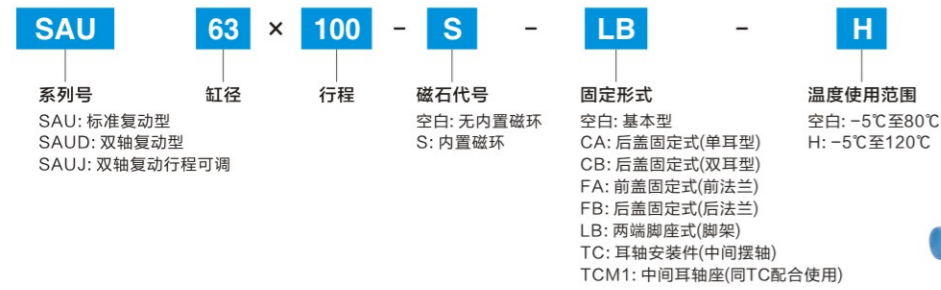 SAU 63 × 100 - S - LB - H
系列号 缸径 行程 磁石代号 固定形式 温度使用范围
SAU: 标准复动型 空白: 无内置磁环 空白: 基本型 空白: -5℃至80℃
SAUD: 双轴复动型 S: 内置磁环 CA: 后盖固定式(单耳型) H: -5℃至120℃
SAUJ: 双轴复动行程可调 CB: 后盖固定式(双耳型)
FA: 前盖固定式(前法兰)
FB: 后盖固定式(后法兰)
LB: 两端脚座式(脚架)
TC: 耳轴安装件(中间摆轴)
TCM1: 中间耳轴座(同TC配合使用)